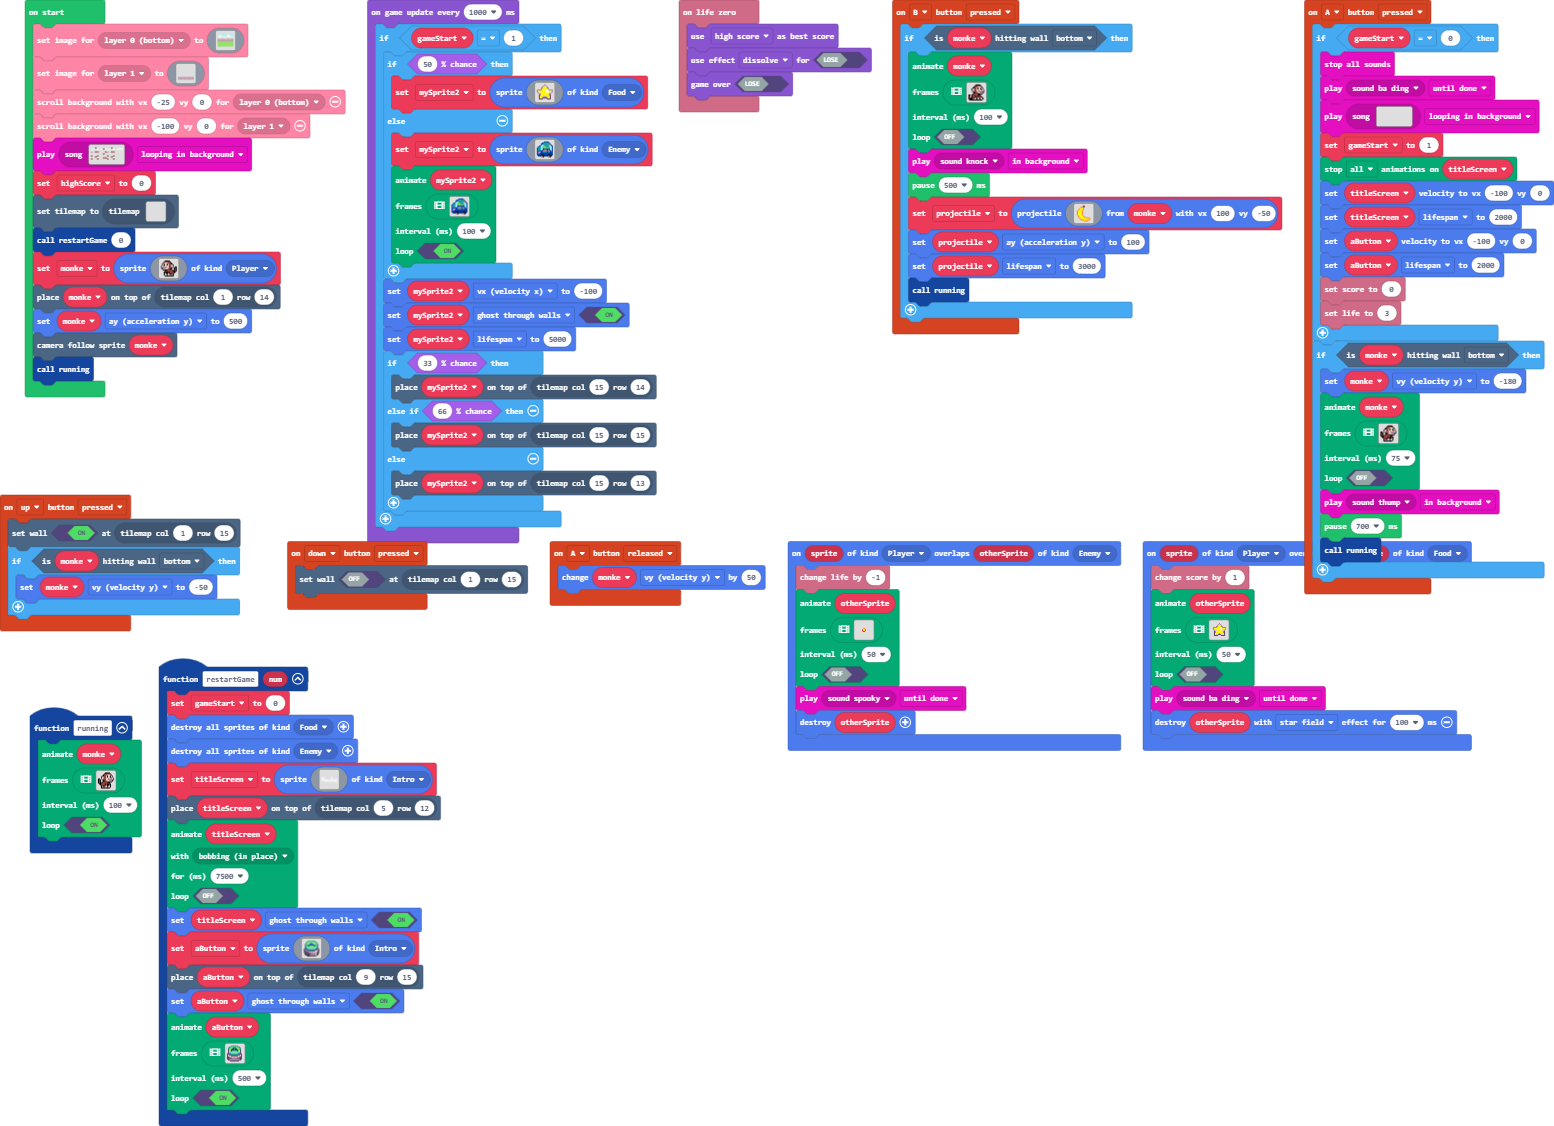 on start
set image for layer 0 (bottom) to
set image for layer 1 to
scroll background with vx -25 vy 0 for layer 0 (bottom)
scroll background with vx -100 vy 0 for layer 1
play song looping in background
set highScore to 0
set tilemap to tilemap
call restartGame 0
set monke to sprite of kind Player
place monke on top of tilemap col 1 row 14
set monke ay (acceleration y) to 500
camera follow sprite monke
call running
on game update every 1000 ms
if gameStart = 1 then
if 50 % chance then
set mySprite2 to sprite of kind Food
else
set mySprite2 to sprite of kind Enemy
animate mySprite2
frames
interval (ms) 100
loop ON
set mySprite2 vx (velocity x) to -100
set mySprite2 ghost through walls ON
set mySprite2 lifespan to 5000
if 33 % chance then
place mySprite2 on top of tilemap col 15 row 14
else if 66 % chance then
place mySprite2 on top of tilemap col 15 row 15
else
place mySprite2 on top of tilemap col 15 row 13
on life zero
use high score as best score
use effect dissolve for LOSE
game over LOSE
on B button pressed
if is monke hitting wall bottom then
animate monke
frames
interval (ms) 100
loop OFF
play sound knock in background
pause 500 ms
set projectile to projectile from monke with vx 100 vy -50
set projectile ay (acceleration y) to 100
set projectile lifespan to 3000
call running
on A button pressed
if gameStart = 0 then
stop all sounds
play sound ba ding until done
play song looping in background
set gameStart to 1
stop all animations on titleScreen
set titleScreen velocity to vx -100 vy 0
set titleScreen lifespan to 2000
set aButton velocity to vx -100 vy 0
set aButton lifespan to 2000
set score to 0
set life to 3
if is monke hitting wall bottom then
set monke vy (velocity y) to -180
animate monke
frames
interval (ms) 75
loop OFF
play sound thump in background
pause 700 ms
call running
on up button pressed
set wall ON at tilemap col 1 row 15
if is monke hitting wall bottom then
set monke vy (velocity y) to -50
on down button pressed
set wall OFF at tilemap col 1 row 15
on A button released
change monke vy (velocity y) by 50
on sprite of kind Player overlaps otherSprite of kind Enemy
change life by -1
animate otherSprite
frames
interval (ms) 50
loop OFF
play sound spooky until done
destroy otherSprite
on sprite of kind Player over of kind Food
change score by 1
animate otherSprite
frames
interval (ms) 50
loop OFF
play sound ba ding until done
destroy otherSprite with star field effect for 100 ms
function running
animate monke
frames
interval (ms) 100
loop ON
function restartGame num
set gameStart to 0
destroy all sprites of kind Food
destroy all sprites of kind Enemy
set titleScreen to sprite of kind Intro
place titleScreen on top of tilemap col 5 row 12
animate titleScreen
with bobbing (in place)
for (ms) 7500
loop OFF
set titleScreen ghost through walls ON
set aButton to sprite of kind Intro
place aButton on top of tilemap col 9 row 15
set aButton ghost through walls ON
animate aButton
frames
interval (ms) 500
loop ON